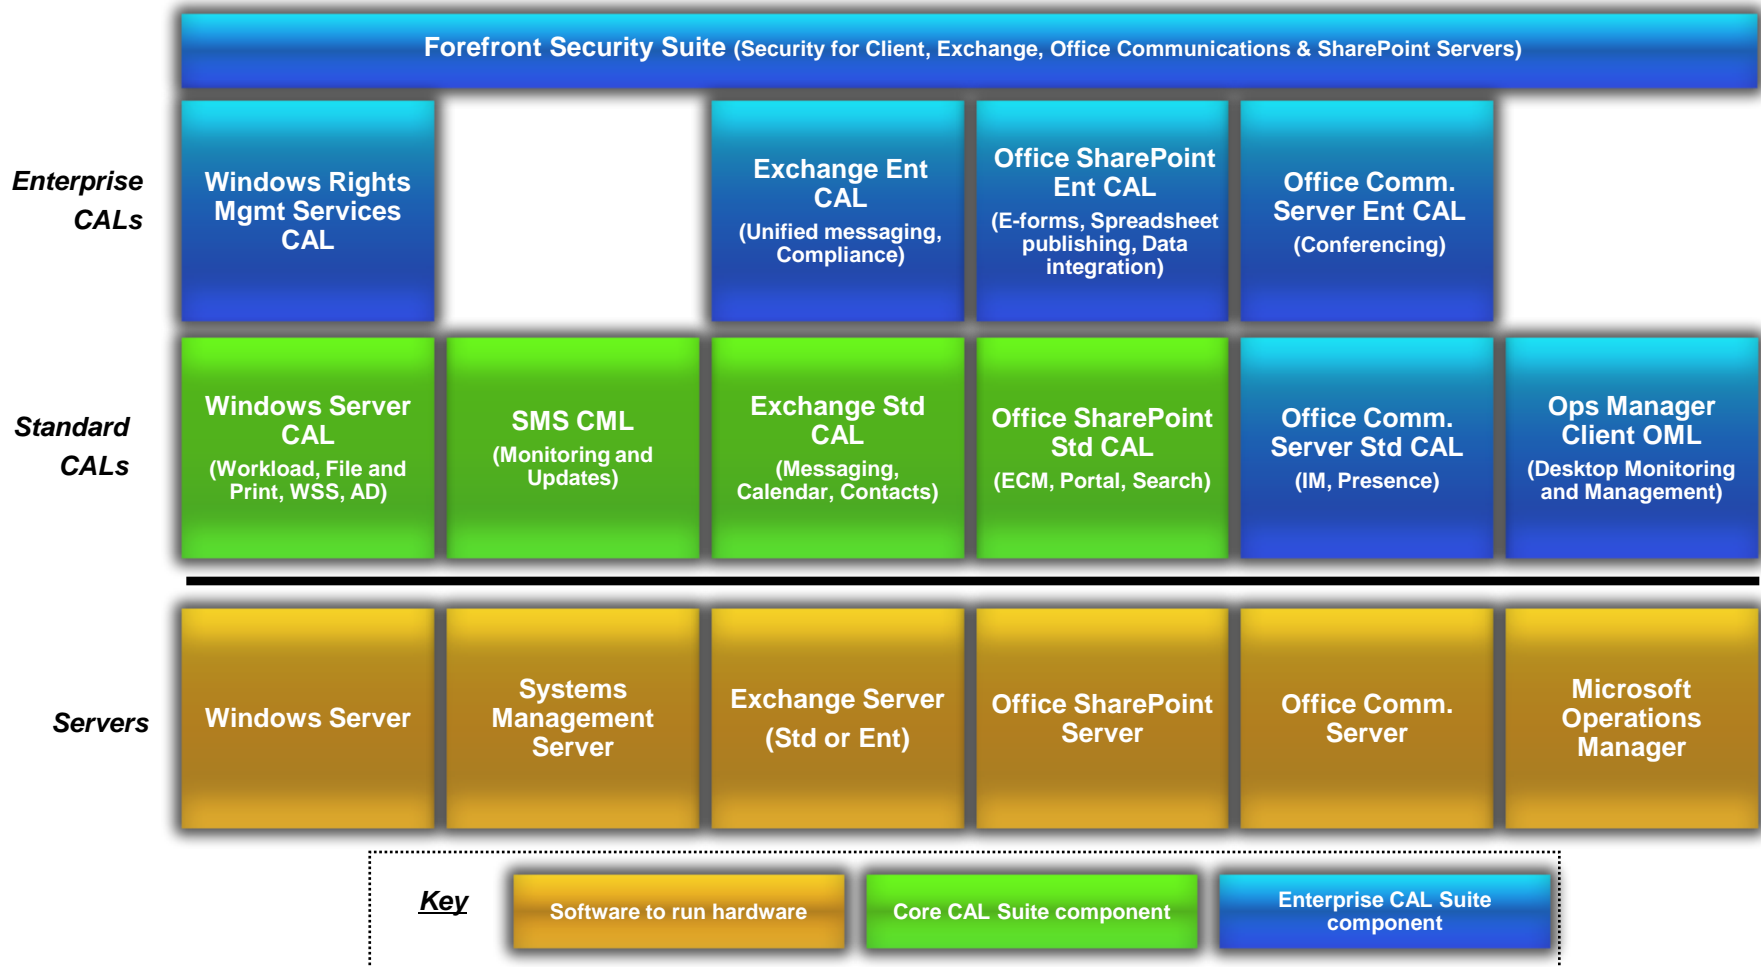 Forefront Security Suite (Security for Client, Exchange, Office Communications & SharePoint Servers)
Enterprise
CALs
Windows Rights
Mgmt Services
CAL
Exchange Ent
CAL
(Unified messaging,
Compliance)
Office SharePoint
Ent CAL
(E-forms, Spreadsheet
publishing, Data
integration)
Office Comm.
Server Ent CAL
(Conferencing)
Standard
CALs
Windows Server
CAL
(Workload, File and
Print, WSS, AD)
SMS CML
(Monitoring and
Updates)
Exchange Std
CAL
(Messaging,
Calendar, Contacts)
Office SharePoint
Std CAL
(ECM, Portal, Search)
Office Comm.
Server Std CAL
(IM, Presence)
Ops Manager
Client OML
(Desktop Monitoring
and Management)
Servers
Windows Server
Systems
Management
Server
Exchange Server
(Std or Ent)
Office SharePoint
Server
Office Comm.
Server
Microsoft
Operations
Manager
Key
Software to run hardware
Core CAL Suite component
Enterprise CAL Suite
component